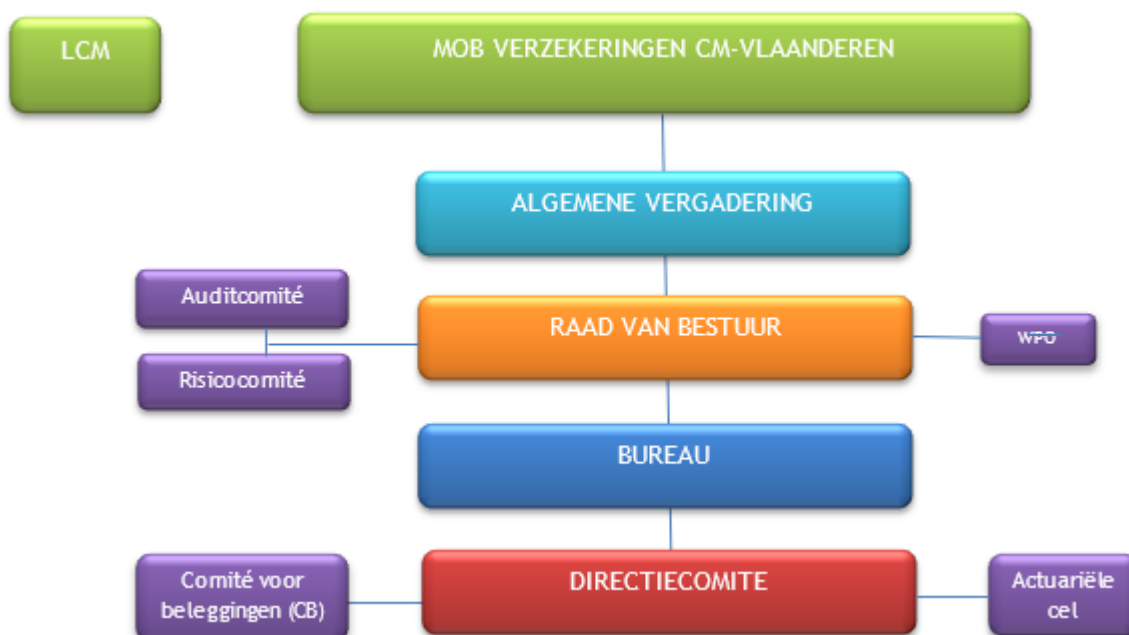 LCM
MOB VERZEKERINGEN CM-VLAANDEREN
ALGEMENE VERGADERING
Auditcomité
RAAD VAN BESTUUR
WPO
Risicocomité
BUREAU
Comité voor
beleggingen (CB)
DIRECTIECOMITE
Actuariële
cel